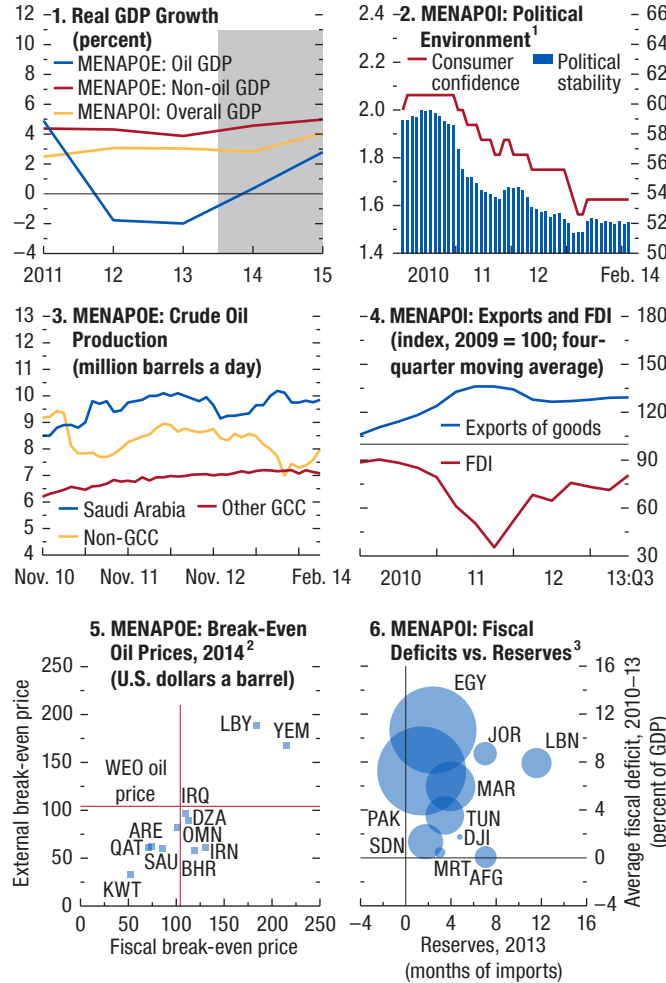 1. Real GDP Growth
(percent)
MENAPOE: Oil GDP
MENAPOE: Non-oil GDP
MENAPOI: Overall GDP
12
10
8
6
4
2
0
−2
−4
2011 12 13 14 15
2. MENAPOI: Political
Environment¹
Consumer
confidence
Political
stability
2.4
2.2
2.0
1.8
1.6
1.4
66
64
62
60
58
56
54
52
50
2010 11 12 Feb. 14
3. MENAPOE: Crude Oil
Production
(million barrels a day)
13
12
11
10
9
8
7
6
5
4
Saudi Arabia
Other GCC
Non-GCC
Nov. 10 Nov. 11 Nov. 12 Feb. 14
4. MENAPOI: Exports and FDI
(index, 2009 = 100; four-
quarter moving average)
Exports of goods
FDI
180
150
120
90
60
30
2010 11 12 13:Q3
5. MENAPOE: Break-Even
Oil Prices, 2014²
(U.S. dollars a barrel)
External break-even price
250
200
150
100
50
0
LBY
YEM
WEO oil
price
IRQ
DZA
ARE
OMN
QAT
SAU
IRN
BHR
KWT
0 50 100 150 200 250
Fiscal break-even price
6. MENAPOI: Fiscal
Deficits vs. Reserves³
EGY
JOR
LBN
MAR
PAK
TUN
SDN
DJI
MRT
AFG
16
12
8
4
0
−4
Average fiscal deficit, 2010–13
(percent of GDP)
−4 0 4 8 12 16
Reserves, 2013
(months of imports)